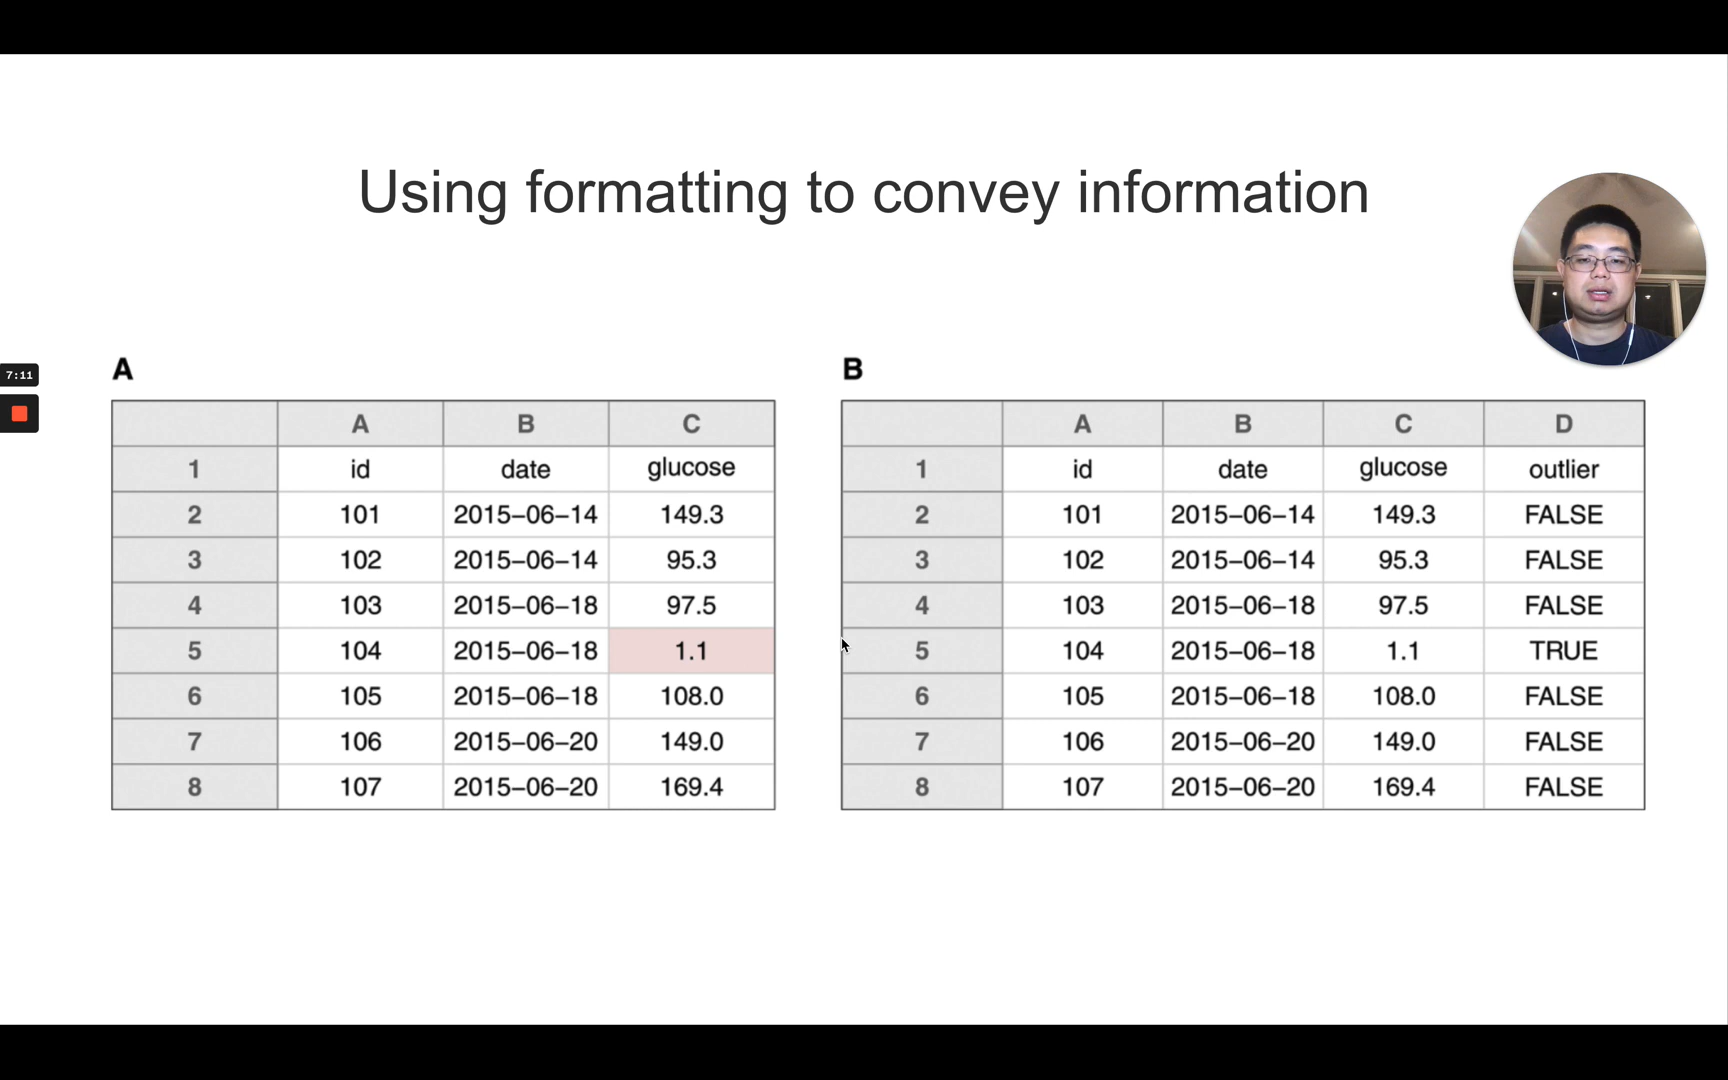 Using formatting to convey information
7:11
A
A B C
1 id date glucose
2 101 2015–06–14 149.3
3 102 2015–06–14 95.3
4 103 2015–06–18 97.5
5 104 2015–06–18 1.1
6 105 2015–06–18 108.0
7 106 2015–06–20 149.0
8 107 2015–06–20 169.4
B
A B C D
1 id date glucose outlier
2 101 2015–06–14 149.3 FALSE
3 102 2015–06–14 95.3 FALSE
4 103 2015–06–18 97.5 FALSE
5 104 2015–06–18 1.1 TRUE
6 105 2015–06–18 108.0 FALSE
7 106 2015–06–20 149.0 FALSE
8 107 2015–06–20 169.4 FALSE